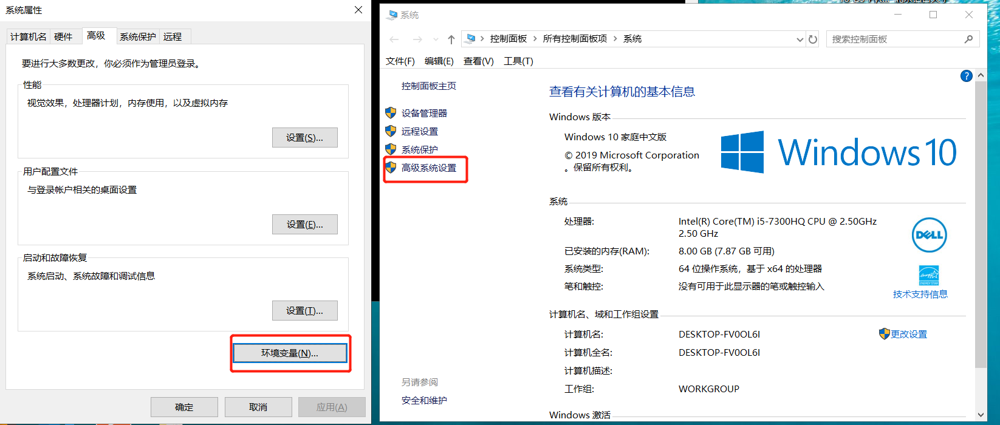 系统属性
计算机名 硬件 高级 系统保护 远程
要进行大多数更改，你必须作为管理员登录。
性能
视觉效果，处理器计划，内存使用，以及虚拟内存
设置(S)...
用户配置文件
与登录帐户相关的桌面设置
设置(E)...
启动和故障恢复
系统启动、系统故障和调试信息
设置(T)...
环境变量(N)...
确定 取消 应用(A)
系统
控制面板 所有控制面板项 系统
搜索控制面板
文件(F) 编辑(E) 查看(V) 工具(T)
控制面板主页
设备管理器
远程设置
系统保护
高级系统设置
另请参阅
安全和维护
?
查看有关计算机的基本信息
Windows 版本
Windows 10 家庭中文版
© 2019 Microsoft Corporation
。保留所有权利。
Windows 10
系统
处理器: Intel(R) Core(TM) i5-7300HQ CPU @ 2.50GHz
2.50 GHz
已安装的内存(RAM): 8.00 GB (7.87 GB 可用)
系统类型: 64 位操作系统，基于 x64 的处理器
笔和触控: 没有可用于此显示器的笔或触控输入
DELL
ENERGY STAR
技术支持信息
计算机名、域和工作组设置
计算机名: DESKTOP-FV0OL6I
更改设置
计算机全名: DESKTOP-FV0OL6I
计算机描述:
工作组: WORKGROUP
Windows 激活